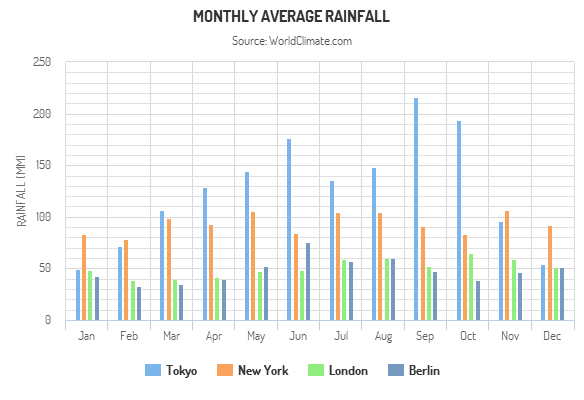 MONTHLY AVERAGE RAINFALL
Source: WorldClimate.com
RAINFALL (MM)
250
200
150
100
50
0
Jan Feb Mar Apr May Jun Jul Aug Sep Oct Nov Dec
Tokyo New York London Berlin